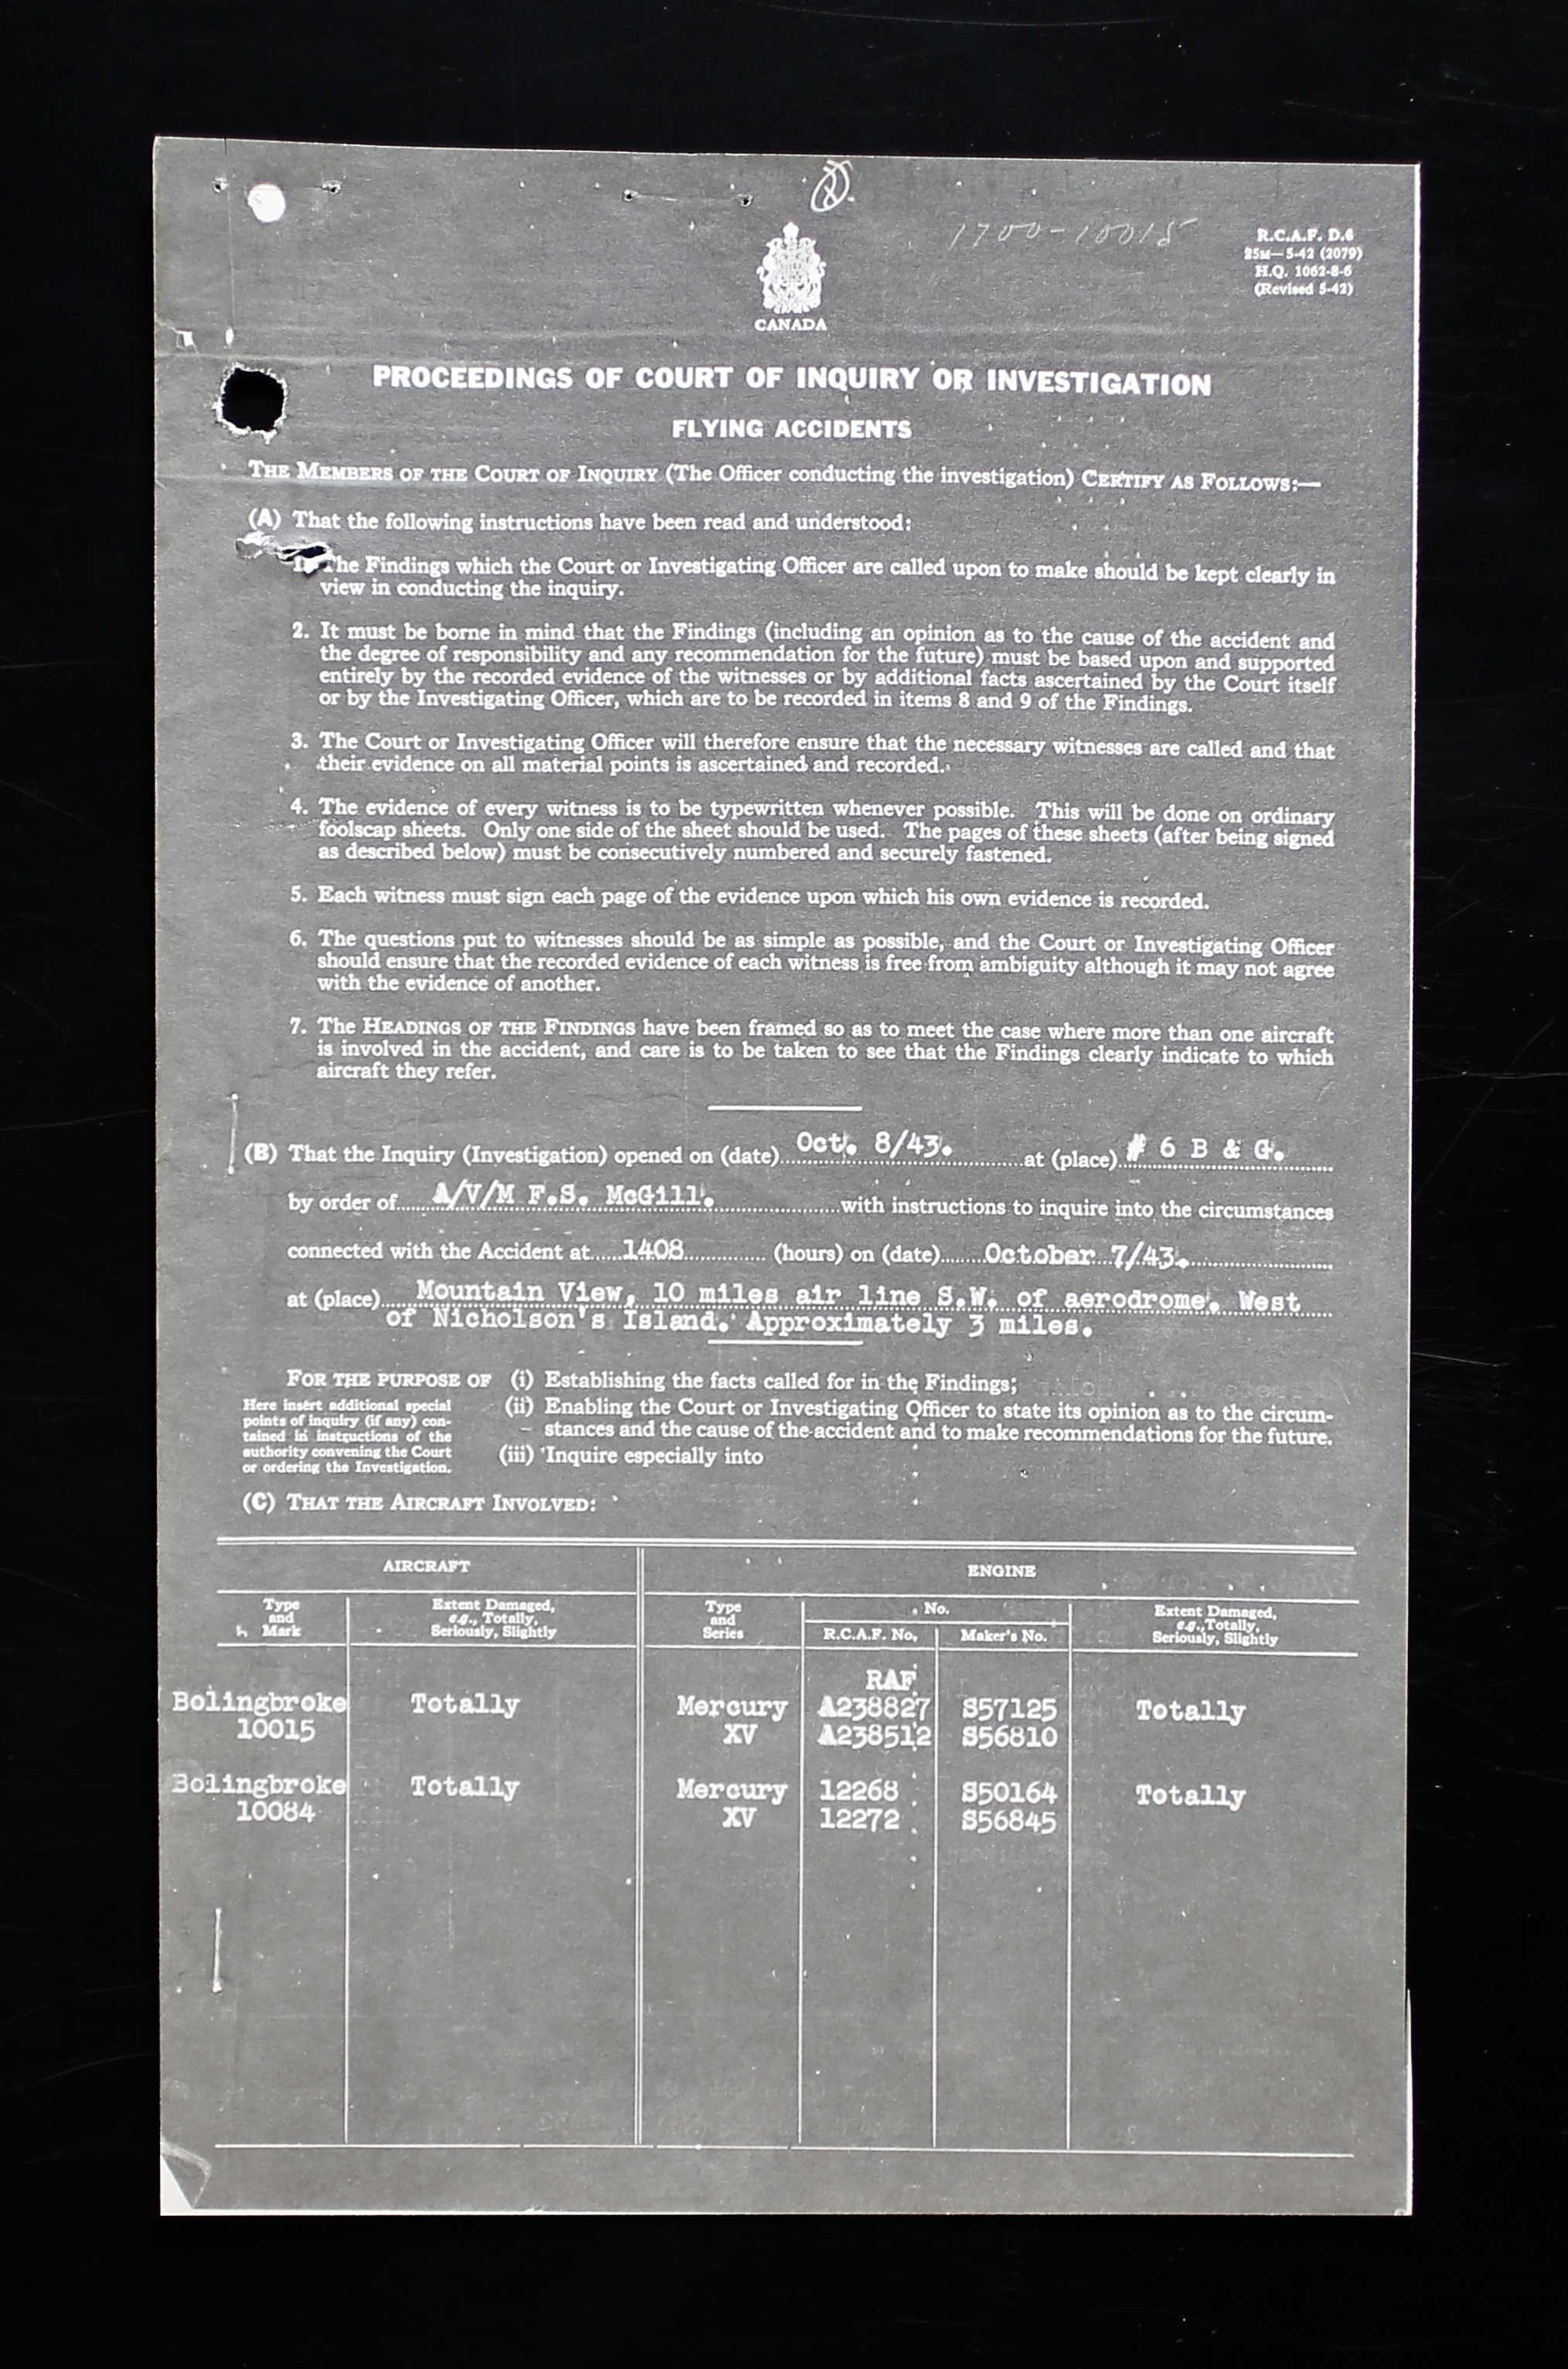 1700-10015
R.C.A.F. D.6
25M—5-42 (2079)
H.Q. 1062-8-6
(Revised 5-42)
CANADA
PROCEEDINGS OF COURT OF INQUIRY OR INVESTIGATION
FLYING ACCIDENTS
THE MEMBERS OF THE COURT OF INQUIRY (The Officer conducting the investigation) CERTIFY AS FOLLOWS:—
(A) That the following instructions have been read and understood:
1. The Findings which the Court or Investigating Officer are called upon to make should be kept clearly in
view in conducting the inquiry.
2. It must be borne in mind that the Findings (including an opinion as to the cause of the accident and
the degree of responsibility and any recommendation for the future) must be based upon and supported
entirely by the recorded evidence of the witnesses or by additional facts ascertained by the Court itself
or by the Investigating Officer, which are to be recorded in items 8 and 9 of the Findings.
3. The Court or Investigating Officer will therefore ensure that the necessary witnesses are called and that
their evidence on all material points is ascertained and recorded.
4. The evidence of every witness is to be typewritten whenever possible. This will be done on ordinary
foolscap sheets. Only one side of the sheet should be used. The pages of these sheets (after being signed
as described below) must be consecutively numbered and securely fastened.
5. Each witness must sign each page of the evidence upon which his own evidence is recorded.
6. The questions put to witnesses should be as simple as possible, and the Court or Investigating Officer
should ensure that the recorded evidence of each witness is free from ambiguity although it may not agree
with the evidence of another.
7. The HEADINGS OF THE FINDINGS have been framed so as to meet the case where more than one aircraft
is involved in the accident, and care is to be taken to see that the Findings clearly indicate to which
aircraft they refer.
(B) That the Inquiry (Investigation) opened on (date) Oct. 8/43. at (place) # 6 B & G.
by order of A/V/M F.S. McGill. with instructions to inquire into the circumstances
connected with the Accident at 1408 (hours) on (date) October 7/43.
at (place) Mountain View, 10 miles air line S.W. of aerodrome. West
of Nicholson's Island. Approximately 3 miles.
FOR THE PURPOSE OF (i) Establishing the facts called for in the Findings;
Here insert additional special
points of inquiry (if any) con-
tained in instructions of the
authority convening the Court
or ordering the Investigation.
(ii) Enabling the Court or Investigating Officer to state its opinion as to the circum-
stances and the cause of the accident and to make recommendations for the future.
(iii) Inquire especially into
(C) THAT THE AIRCRAFT INVOLVED:
AIRCRAFT ENGINE
Type and Mark Extent Damaged, e.g., Totally, Seriously, Slightly Type and Series No. R.C.A.F. No. Maker's No. Extent Damaged, e.g., Totally, Seriously, Slightly
RAF
Bolingbroke Totally Mercury A238827 S57125 Totally
10015 XV A238512 S56810
Bolingbroke Totally Mercury 12268 S50164 Totally
10084 XV 12272 S56845